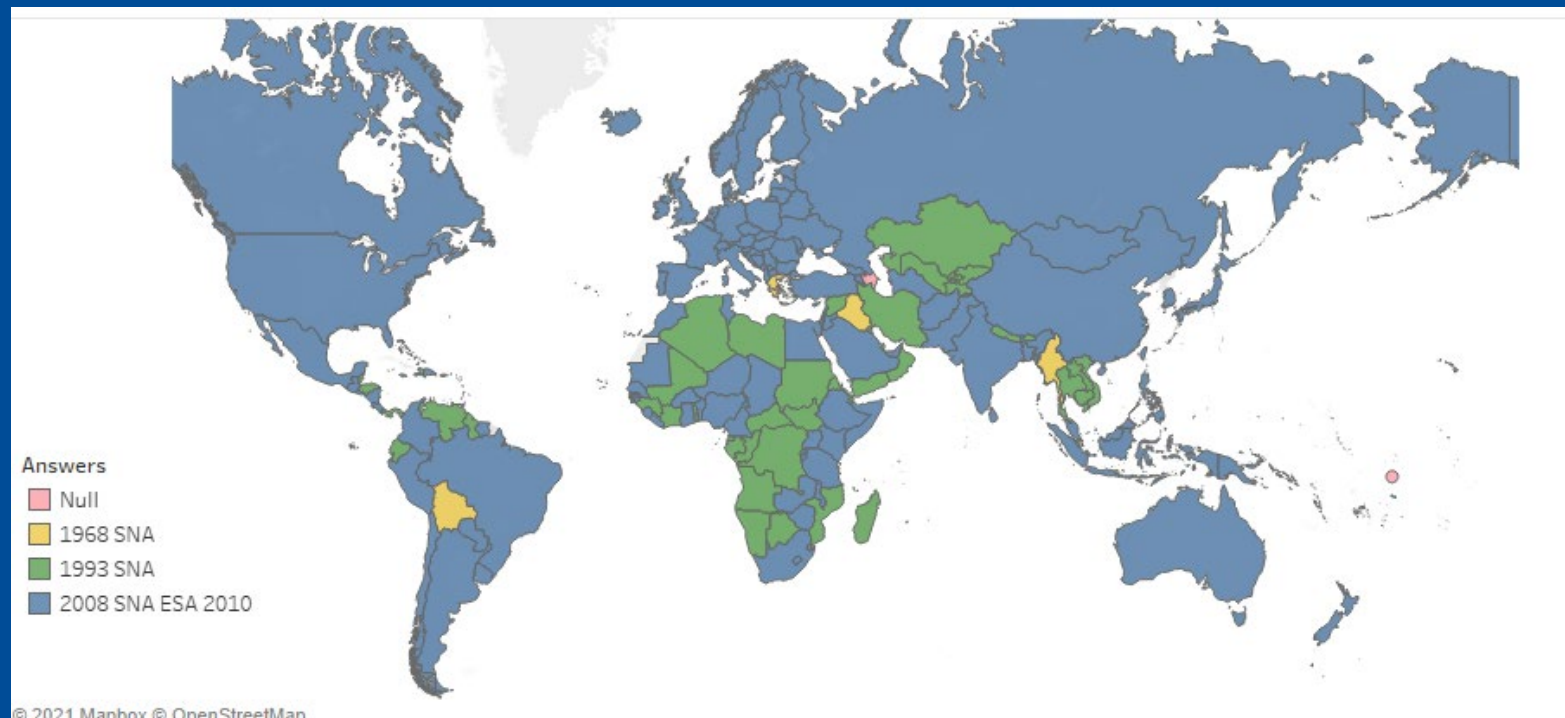 Answers
Null
1968 SNA
1993 SNA
2008 SNA ESA 2010
© 2021 Mapbox © OpenStreetMap